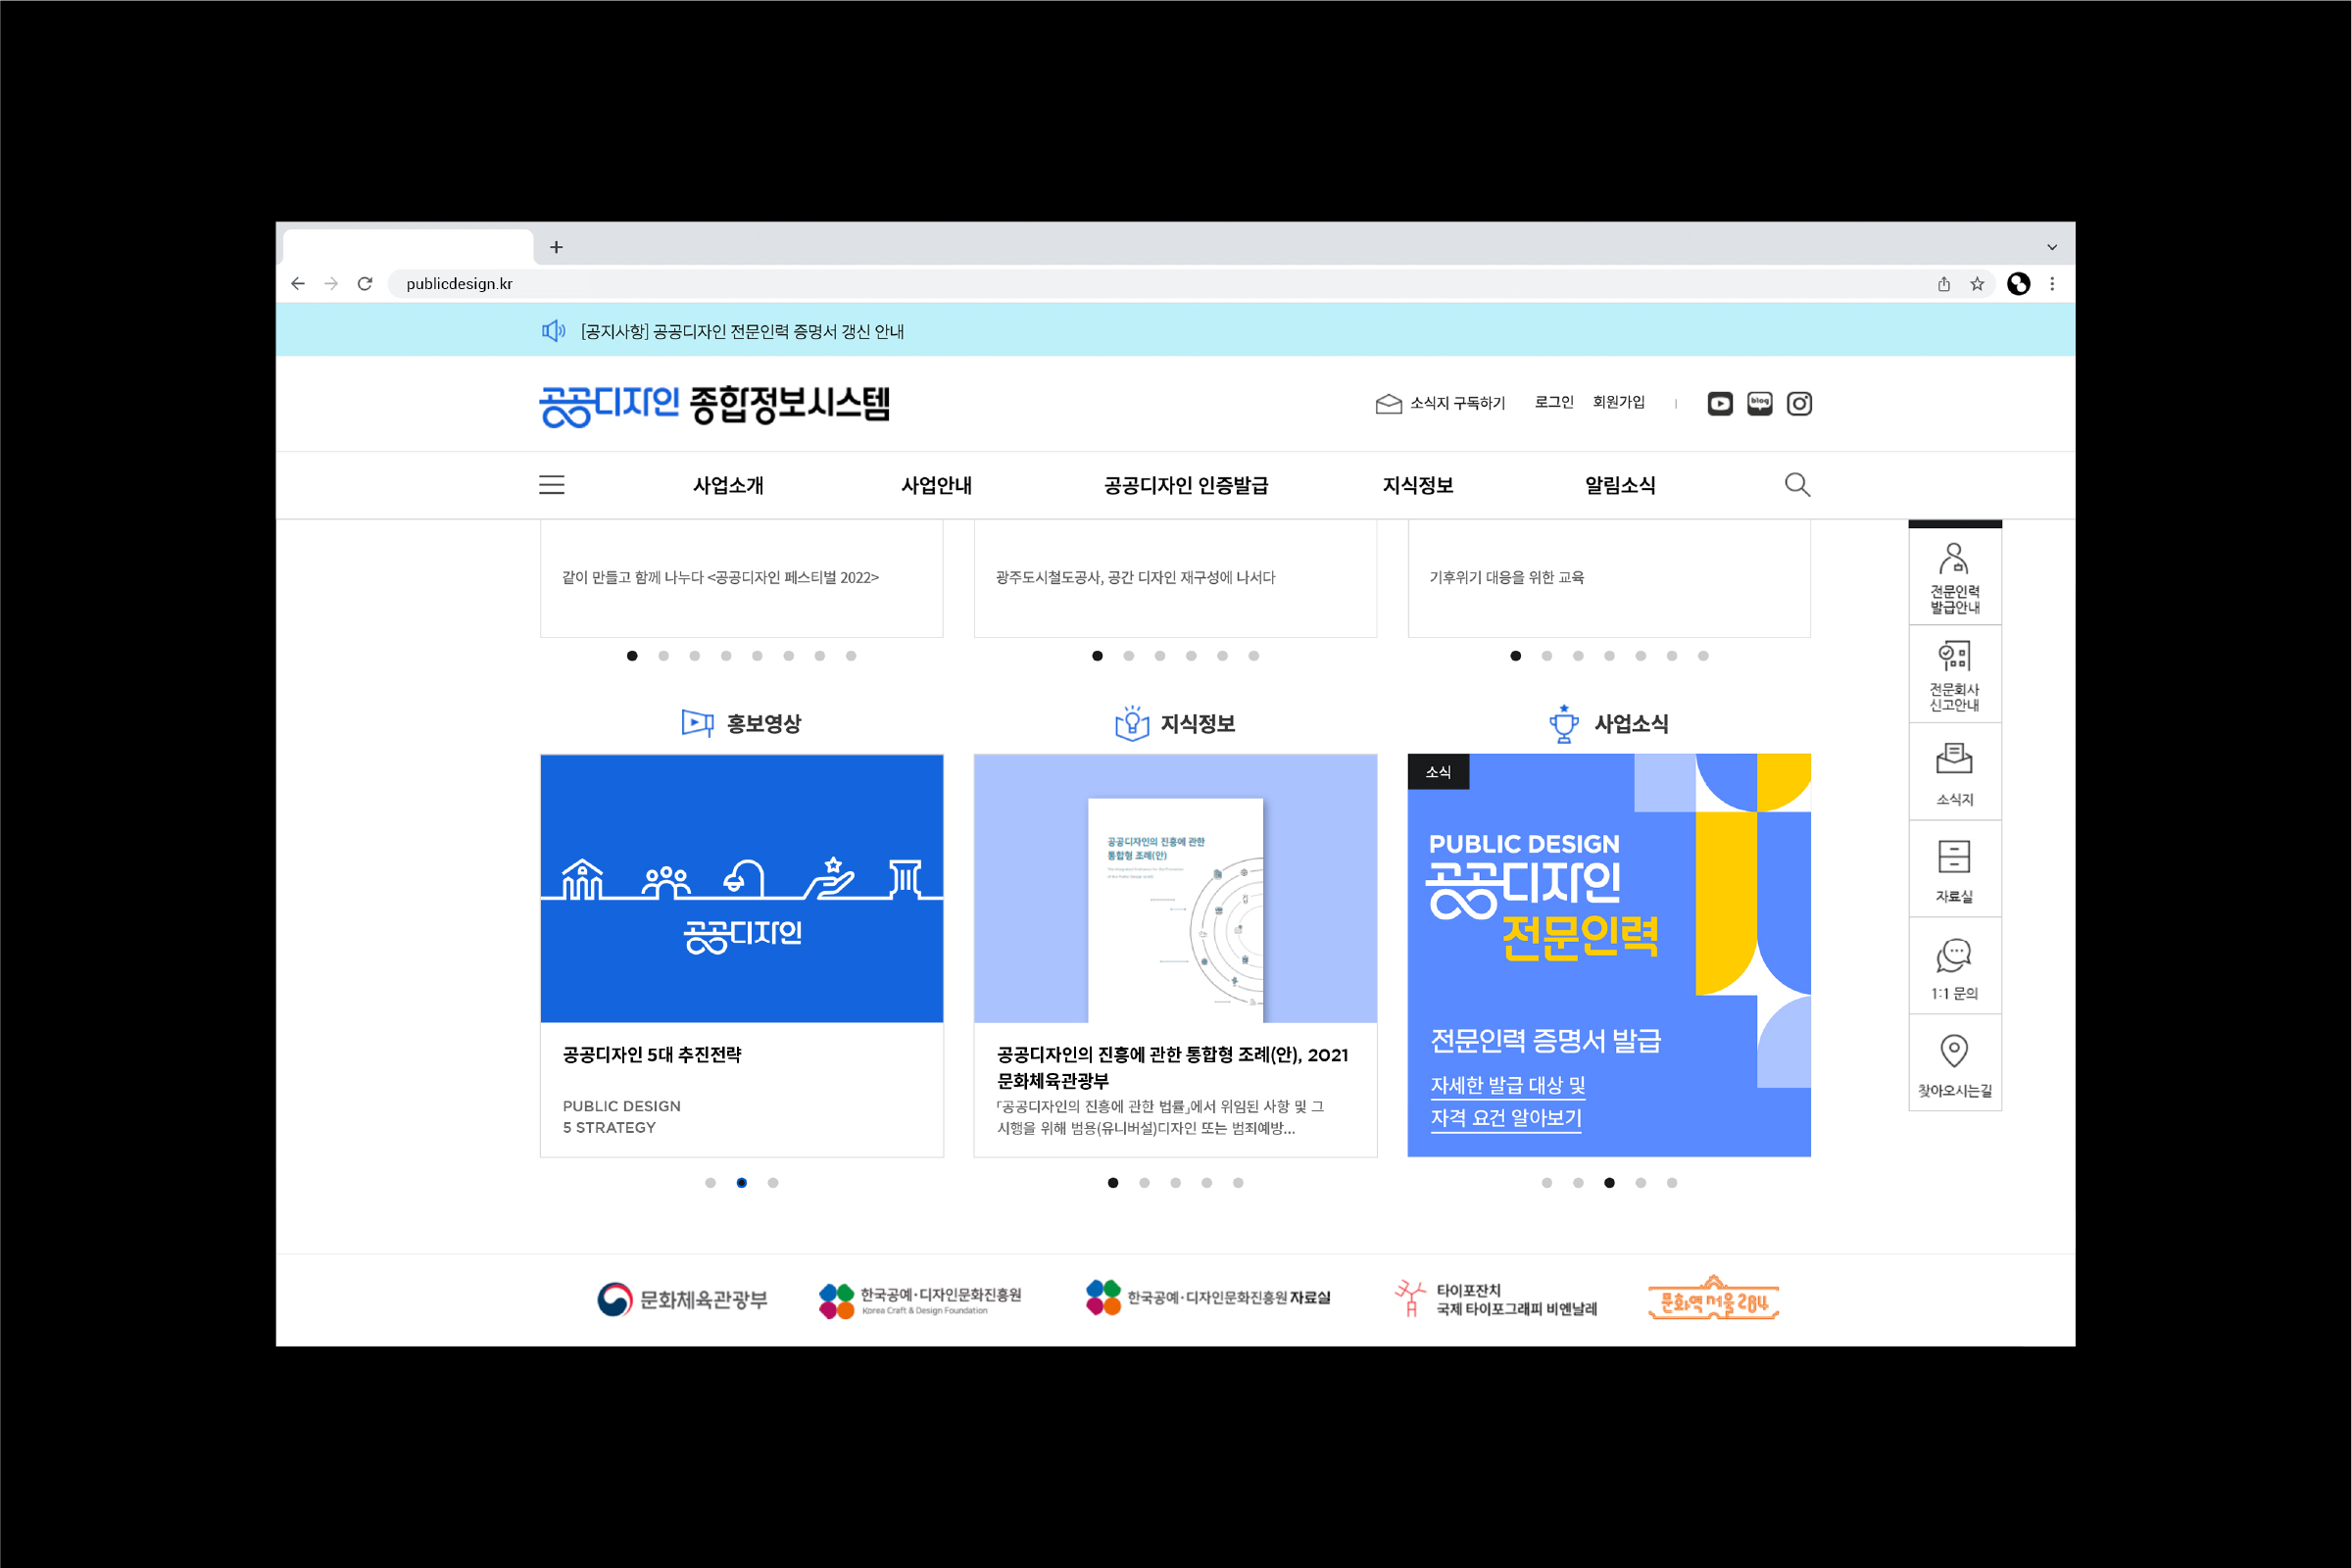 publicdesign.kr
[공지사항] 공공디자인 전문인력 증명서 갱신 안내
공공디자인 종합정보시스템
소식지 구독하기 로그인 회원가입
blog
사업소개 사업안내 공공디자인 인증발급 지식정보 알림소식
같이 만들고 함께 나누다 <공공디자인 페스티벌 2022>
광주도시철도공사, 공간 디자인 재구성에 나서다
기후위기 대응을 위한 교육
홍보영상
공공디자인
공공디자인 5대 추진전략
PUBLIC DESIGN
5 STRATEGY
지식정보
공공디자인의 진흥에 관한
통합형 조례(안)
공공디자인의 진흥에 관한 통합형 조례(안), 2021
문화체육관광부
「공공디자인의 진흥에 관한 법률」에서 위임된 사항 및 그
시행을 위해 범용(유니버설)디자인 또는 범죄예방...
사업소식
소식
PUBLIC DESIGN
공공디자인
전문인력
전문인력 증명서 발급
자세한 발급 대상 및
자격 요건 알아보기
전문인력
발급안내
전문회사
신고안내
소식지
자료실
1:1 문의
찾아오시는길
문화체육관광부
한국공예·디자인문화진흥원
Korea Craft & Design Foundation
한국공예·디자인문화진흥원 자료실
타이포잔치
국제 타이포그래피 비엔날레
문화역서울284